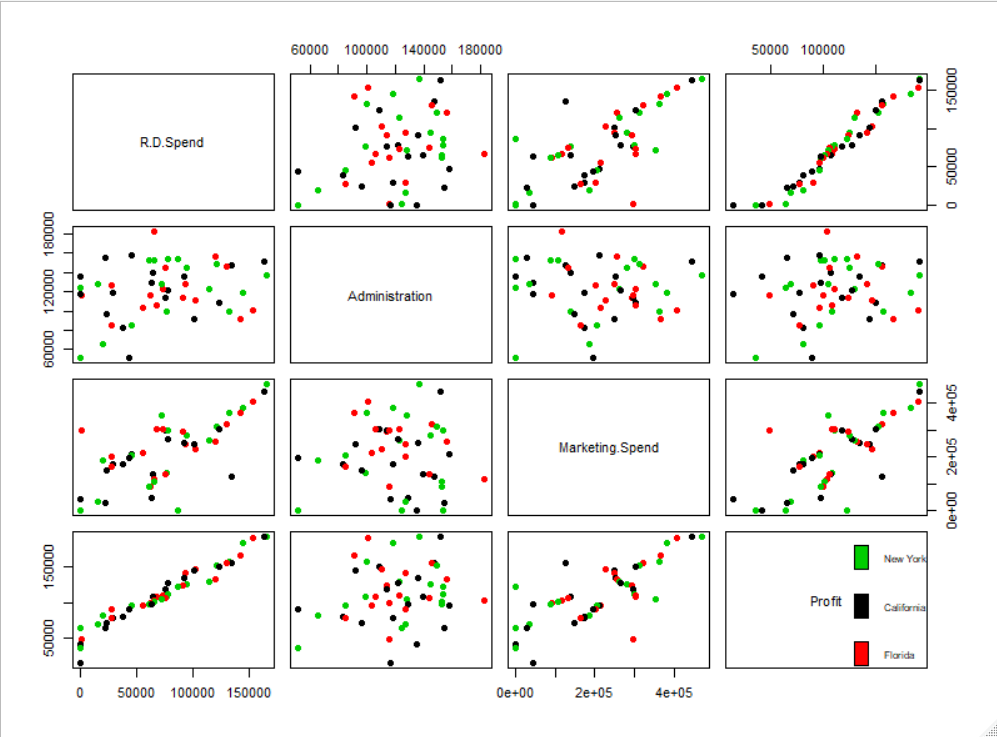 60000 100000 140000 180000
50000 100000
R.D.Spend
0 50000 150000
60000 120000 180000
Administration
Marketing.Spend
0e+00 2e+05 4e+05
50000 150000
New York
Profit
California
Florida
0 50000 100000 150000
0e+00 2e+05 4e+05